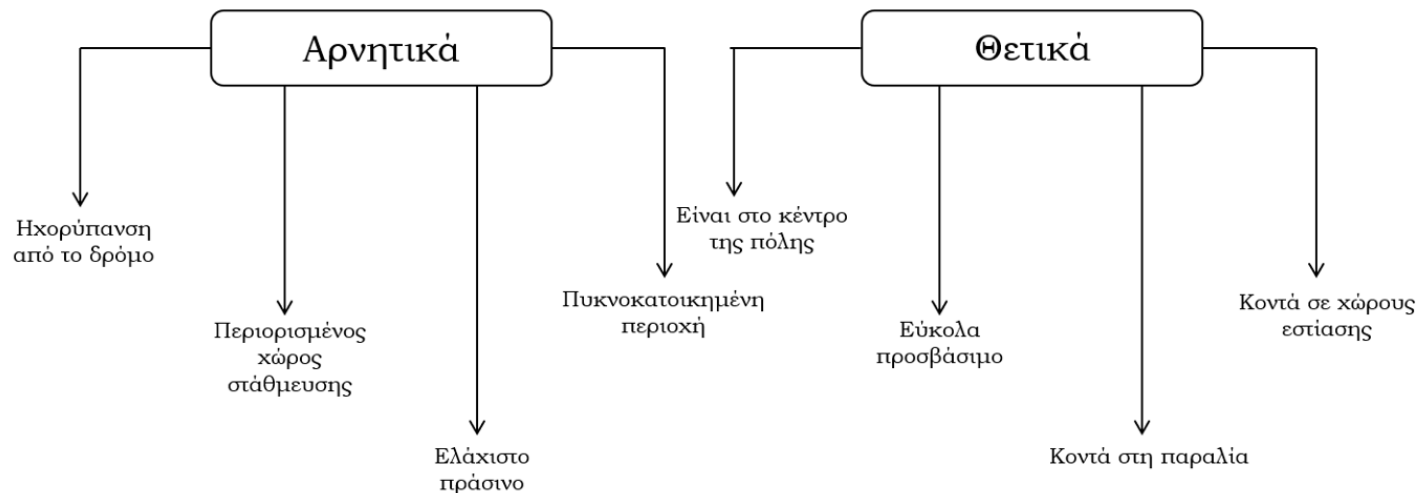 Αρνητικά
Ηχορύπανση
από το δρόμο
Περιορισμένος
χώρος
στάθμευσης
Ελάχιστο
πράσινο
Πυκνοκατοικημένη
περιοχή
Θετικά
Είναι στο κέντρο
της πόλης
Εύκολα
προσβάσιμο
Κοντά στη παραλία
Κοντά σε χώρους
εστίασης